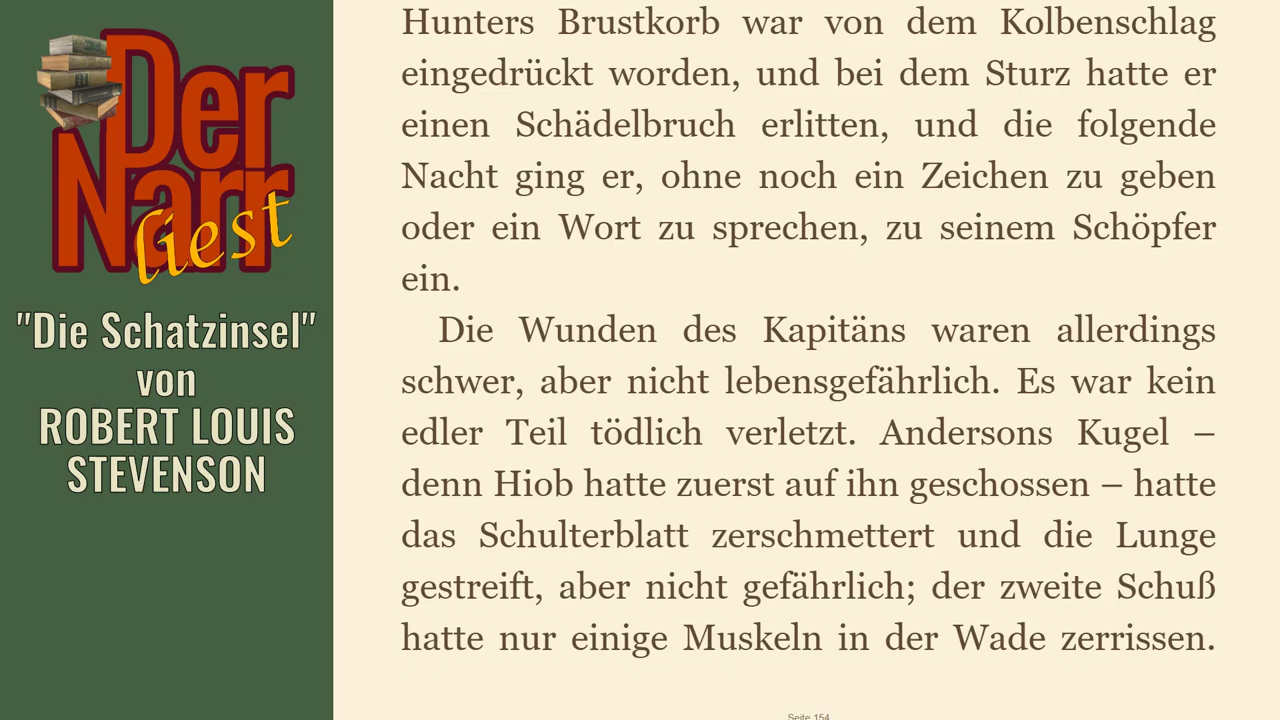 Der
Narr
liest
"Die Schatzinsel"
von
ROBERT LOUIS
STEVENSON
Hunters Brustkorb war von dem Kolbenschlag
eingedrückt worden, und bei dem Sturz hatte er
einen Schädelbruch erlitten, und die folgende
Nacht ging er, ohne noch ein Zeichen zu geben
oder ein Wort zu sprechen, zu seinem Schöpfer
ein.
Die Wunden des Kapitäns waren allerdings
schwer, aber nicht lebensgefährlich. Es war kein
edler Teil tödlich verletzt. Andersons Kugel –
denn Hiob hatte zuerst auf ihn geschossen – hatte
das Schulterblatt zerschmettert und die Lunge
gestreift, aber nicht gefährlich; der zweite Schuß
hatte nur einige Muskeln in der Wade zerrissen.
Seite 154